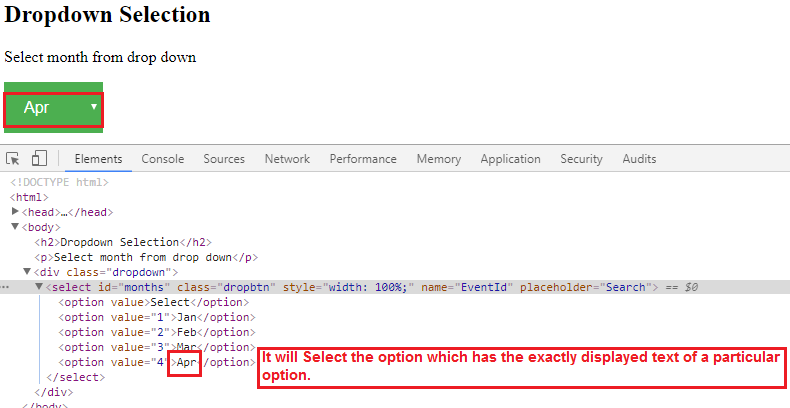 Dropdown Selection
Select month from drop down
Apr ▾
Elements Console Sources Network Performance Memory Application Security Audits
<!DOCTYPE html>
<html>
▶<head>…</head>
▼<body>
<h2>Dropdown Selection</h2>
<p>Select month from drop down</p>
▼<div class="dropdown">
… ▼<select id="months" class="dropbtn" style="width: 100%;" name="EventId" placeholder="Search"> == $0
<option value>Select</option>
<option value="1">Jan</option>
<option value="2">Feb</option>
<option value="3">Mar</option>
<option value="4">Apr</option>
It will Select the option which has the exactly displayed text of a particular
option.
</select>
</div>
</body>